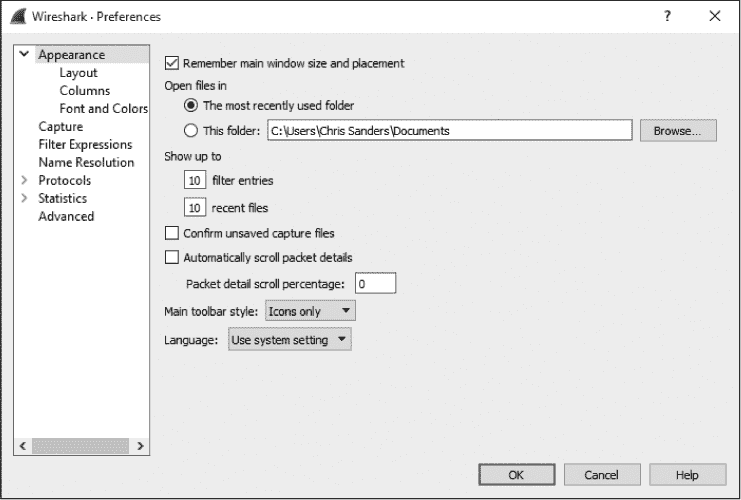 Wireshark · Preferences
Appearance
Layout
Columns
Font and Colors
Capture
Filter Expressions
Name Resolution
Protocols
Statistics
Advanced
Remember main window size and placement
Open files in
The most recently used folder
This folder: C:\Users\Chris Sanders\Documents Browse...
Show up to
10 filter entries
10 recent files
Confirm unsaved capture files
Automatically scroll packet details
Packet detail scroll percentage: 0
Main toolbar style: Icons only
Language: Use system setting
OK Cancel Help